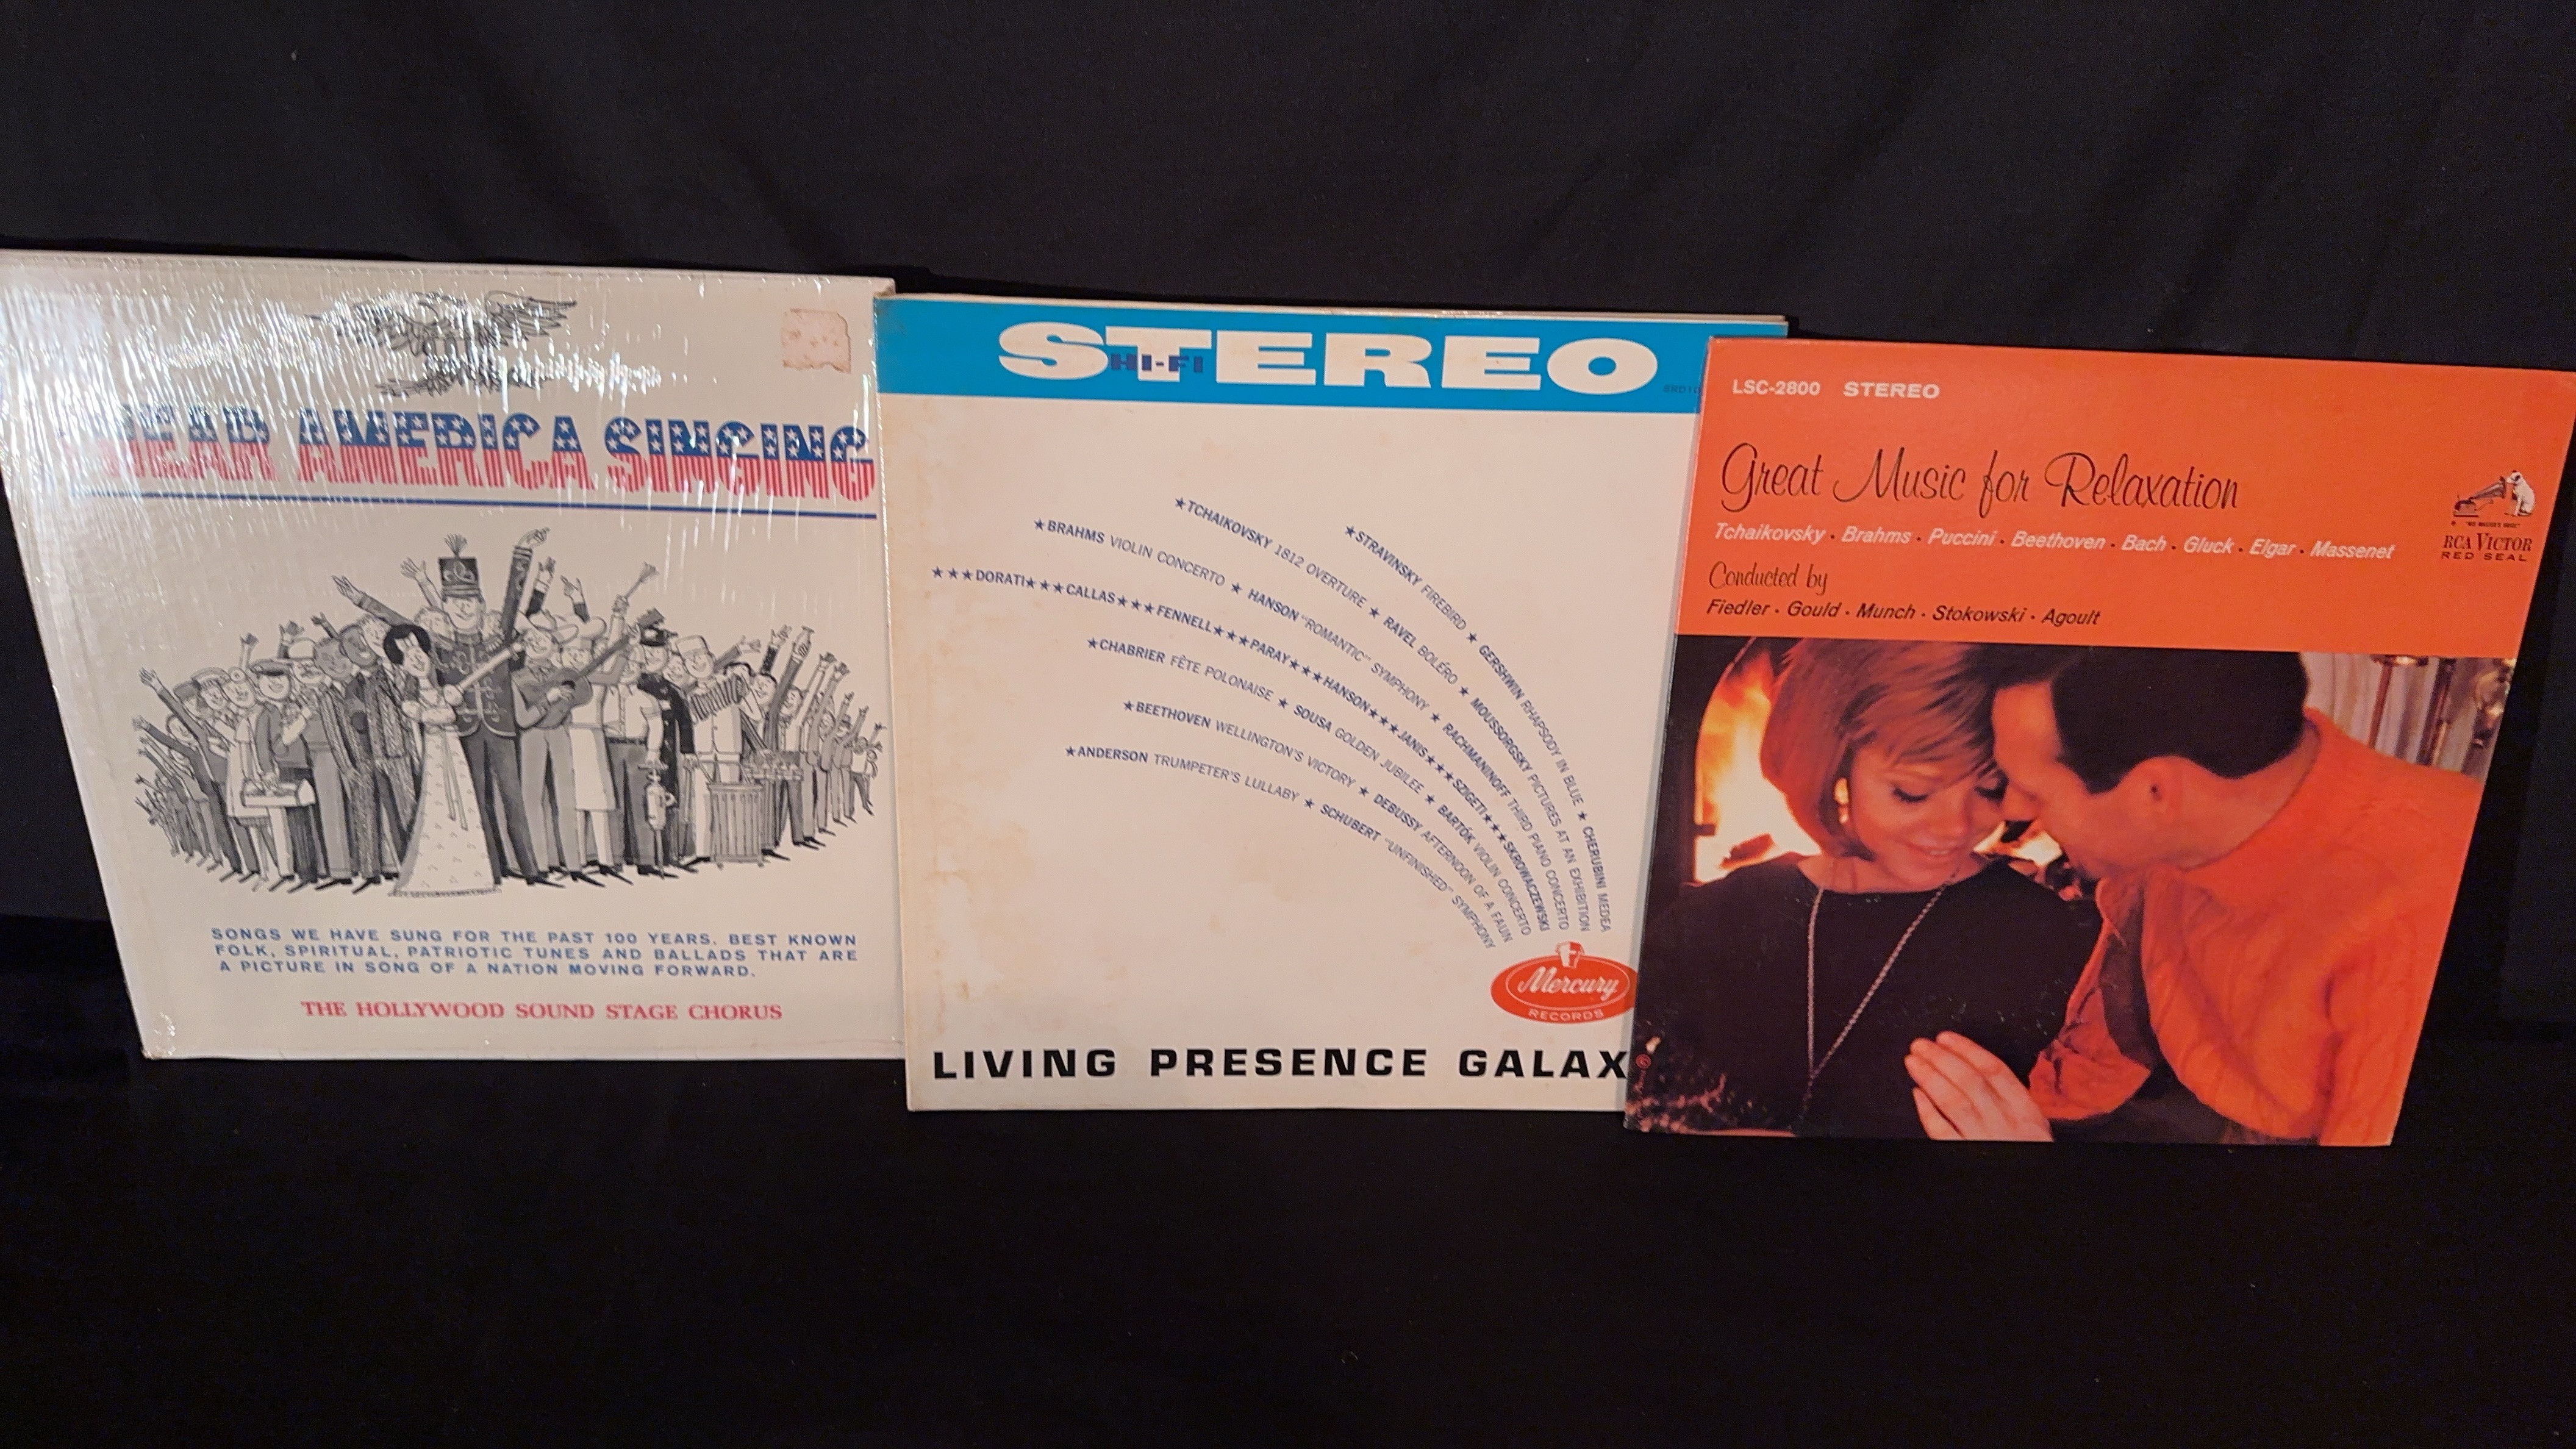 HEAR AMERICA SINGING
SONGS WE HAVE SUNG FOR THE PAST 100 YEARS. BEST KNOWN
FOLK, SPIRITUAL, PATRIOTIC TUNES AND BALLADS THAT ARE
A PICTURE IN SONG OF A NATION MOVING FORWARD.
THE HOLLYWOOD SOUND STAGE CHORUS
STEREO
HI-FI
★STRAVINSKY FIREBIRD ★ GERSHWIN RHAPSODY IN BLUE ★ CHERUBINI MEDEA
★TCHAIKOVSKY 1812 OVERTURE ★ RAVEL BOLÉRO ★ MOUSSORGSKY PICTURES AT AN EXHIBITION
★BRAHMS VIOLIN CONCERTO ★ HANSON "ROMANTIC" SYMPHONY ★ RACHMANINOFF THIRD PIANO CONCERTO
★★★DORATI★★★CALLAS★★★FENNELL★★★PARAY★★★HANSON★★★JANIS★★★SZIGETI★★★SKROWACZEWSKI
★CHABRIER FÊTE POLONAISE ★ SOUSA GOLDEN JUBILEE ★ BARTÓK VIOLIN CONCERTO
★BEETHOVEN WELLINGTON'S VICTORY ★ DEBUSSY AFTERNOON OF A FAUN
★ANDERSON TRUMPETER'S LULLABY ★ SCHUBERT "UNFINISHED" SYMPHONY
Mercury
RECORDS
LIVING PRESENCE GALAX
LSC-2800 STEREO
Great Music for Relaxation
Tchaikovsky • Brahms • Puccini • Beethoven • Bach • Gluck • Elgar • Massenet
Conducted by
Fiedler • Gould • Munch • Stokowski • Agoult
"HIS MASTER'S VOICE"
RCA VICTOR
RED SEAL